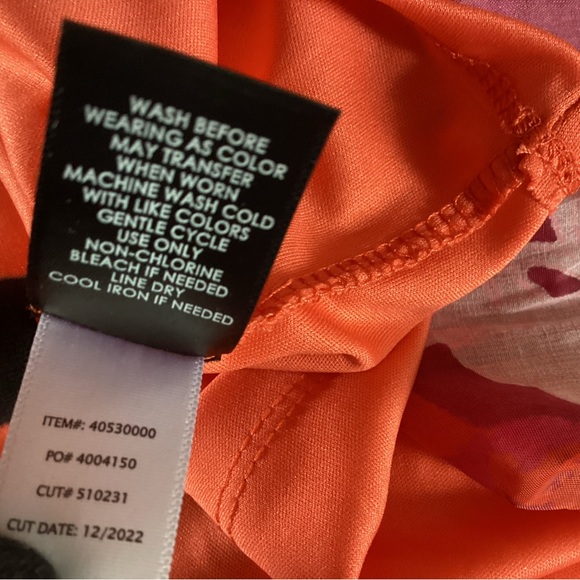 WASH BEFORE
WEARING AS COLOR
MAY TRANSFER
WHEN WORN
MACHINE WASH COLD
WITH LIKE COLORS
GENTLE CYCLE
USE ONLY
NON-CHLORINE
BLEACH IF NEEDED
LINE DRY
COOL IRON IF NEEDED
ITEM#: 40530000
PO# 4004150
CUT# 510231
CUT DATE: 12/2022